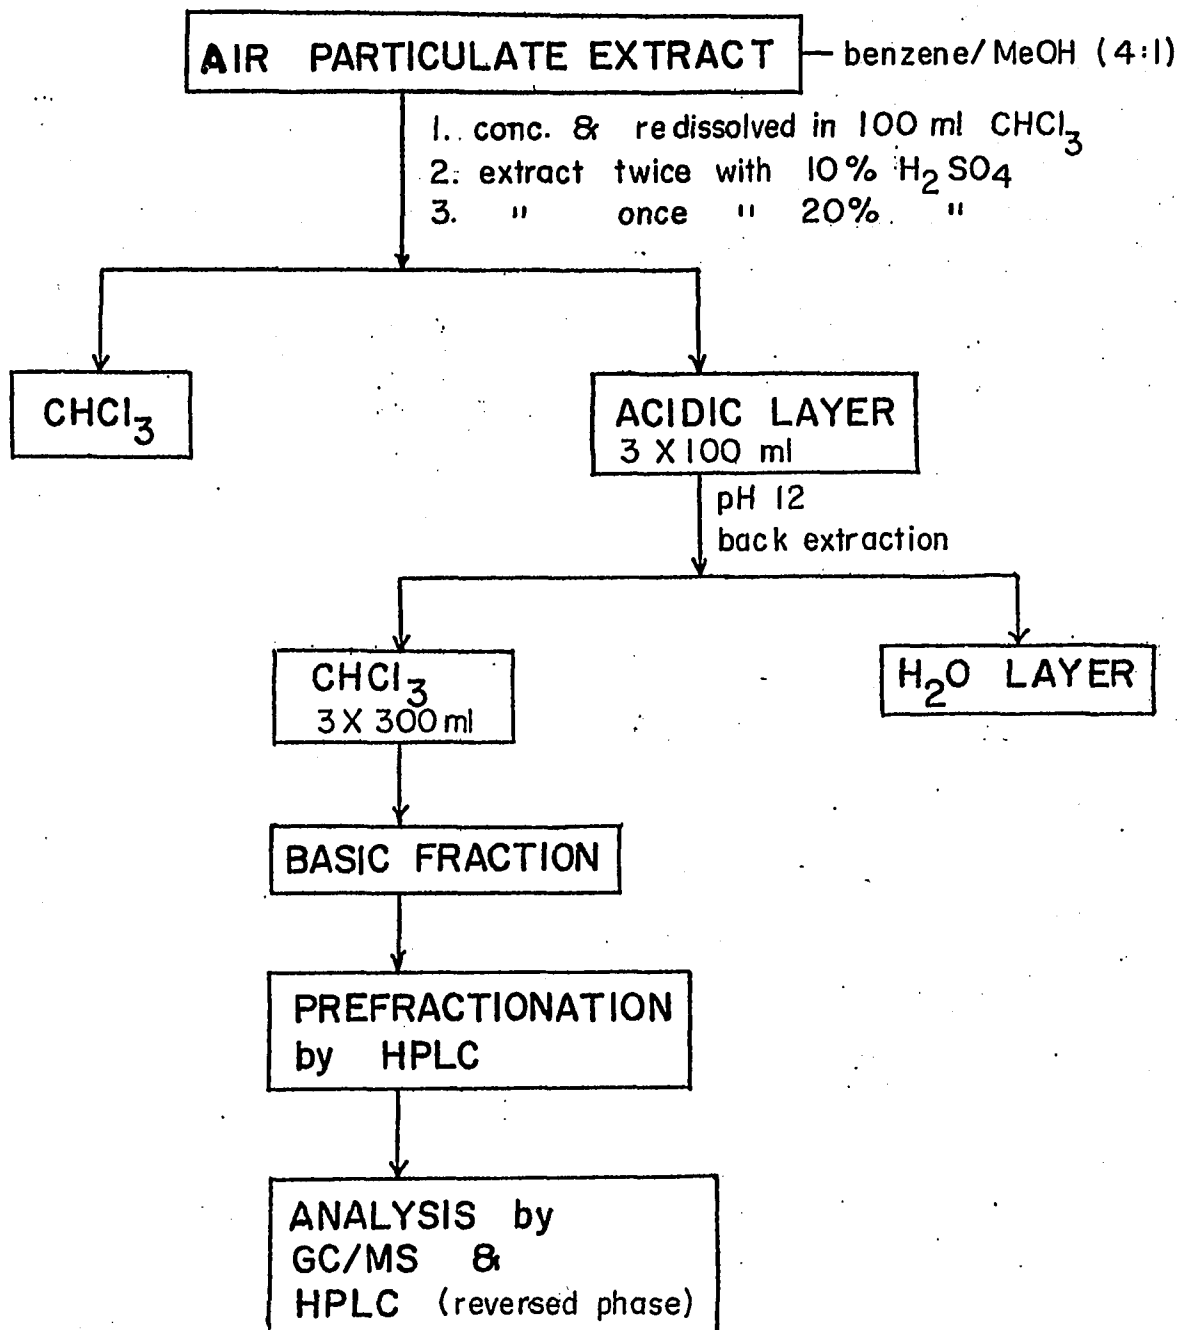 AIR PARTICULATE EXTRACT
benzene/MeOH (4:1)
1. conc. & redissolved in 100 ml CHCl₃
2. extract twice with 10% H₂SO₄
3. " once " 20% "
CHCl₃
ACIDIC LAYER
3 X 100 ml
pH 12
back extraction
CHCl₃
3 X 300 ml
H₂O LAYER
BASIC FRACTION
PREFRACTIONATION
by HPLC
ANALYSIS by
GC/MS &
HPLC (reversed phase)